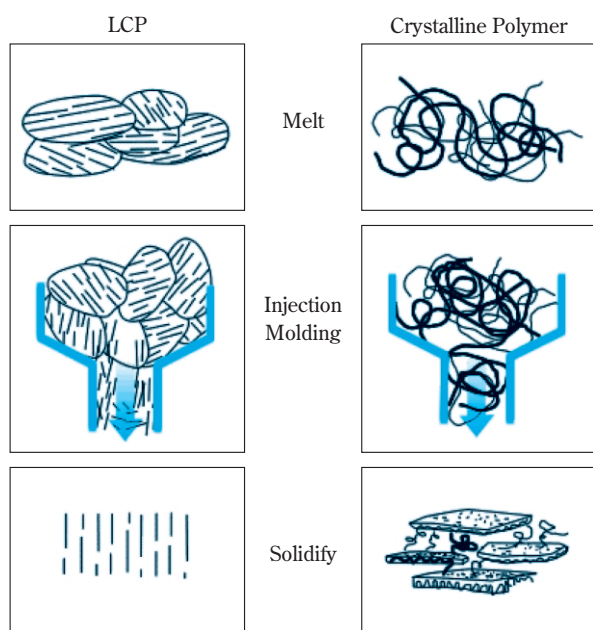 LCP
Crystalline Polymer
Melt
Injection
Molding
Solidify